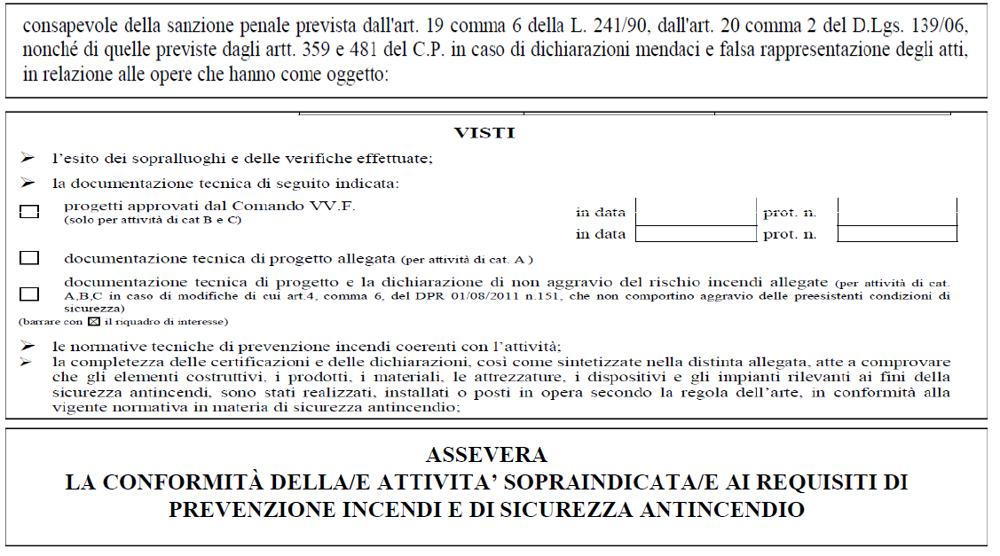 consapevole della sanzione penale prevista dall'art. 19 comma 6 della L. 241/90, dall'art. 20 comma 2 del D.Lgs. 139/06,
nonché di quelle previste dagli artt. 359 e 481 del C.P. in caso di dichiarazioni mendaci e falsa rappresentazione degli atti,
in relazione alle opere che hanno come oggetto:
VISTI
l'esito dei sopralluoghi e delle verifiche effettuate;
la documentazione tecnica di seguito indicata:
progetti approvati dal Comando VV.F. in data prot. n.
(solo per attività di cat B e C)
in data prot. n.
documentazione tecnica di progetto allegata (per attività di cat. A )
documentazione tecnica di progetto e la dichiarazione di non aggravio del rischio incendi allegate (per attività di cat.
A,B,C in caso di modifiche di cui art.4, comma 6, del DPR 01/08/2011 n.151, che non comportino aggravio delle preesistenti condizioni di
sicurezza)
(barrare con ☒ il riquadro di interesse)
le normative tecniche di prevenzione incendi coerenti con l'attività;
la completezza delle certificazioni e delle dichiarazioni, così come sintetizzate nella distinta allegata, atte a comprovare
che gli elementi costruttivi, i prodotti, i materiali, le attrezzature, i dispositivi e gli impianti rilevanti ai fini della
sicurezza antincendi, sono stati realizzati, installati o posti in opera secondo la regola dell'arte, in conformità alla
vigente normativa in materia di sicurezza antincendio;
ASSEVERA
LA CONFORMITÀ DELLA/E ATTIVITA' SOPRAINDICATA/E AI REQUISITI DI
PREVENZIONE INCENDI E DI SICUREZZA ANTINCENDIO